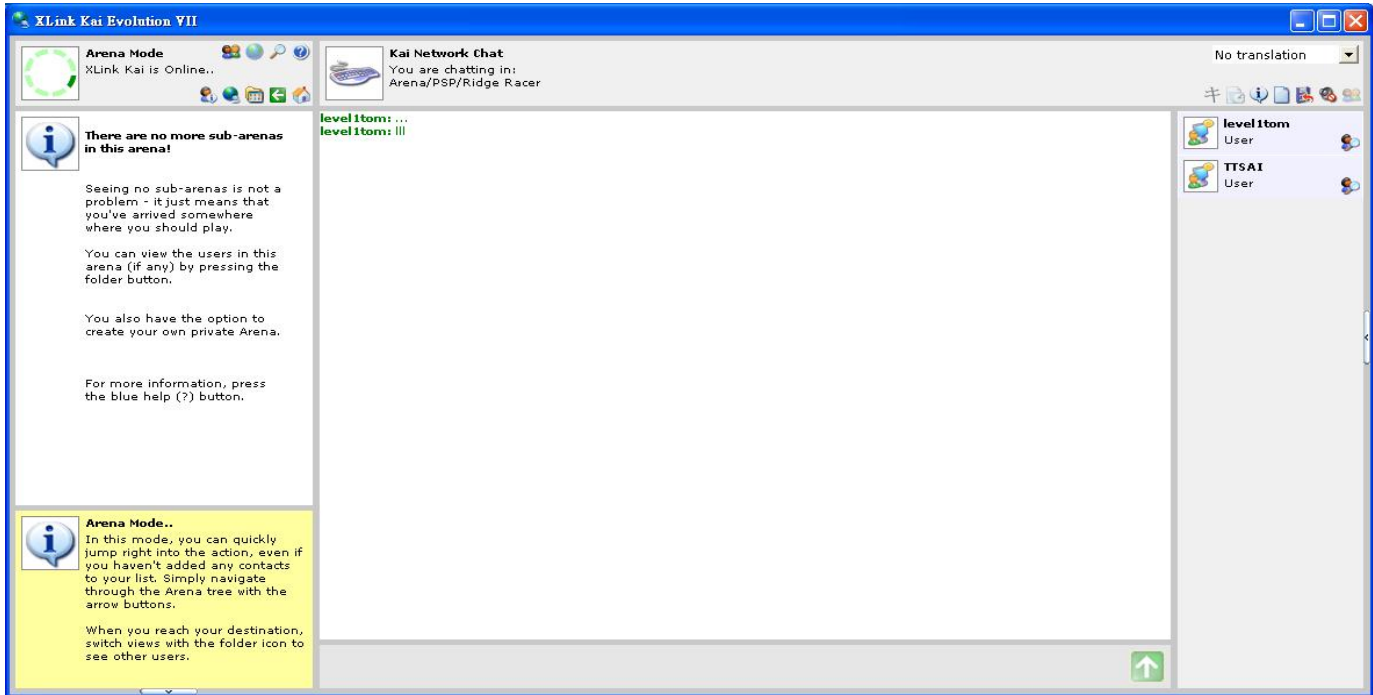 XLink Kai Evolution VII
Arena Mode
XLink Kai is Online..
Kai Network Chat
You are chatting in:
Arena/PSP/Ridge Racer
No translation
There are no more sub-arenas
in this arena!
Seeing no sub-arenas is not a
problem - it just means that
you've arrived somewhere
where you should play.
You can view the users in this
arena (if any) by pressing the
folder button.
You also have the option to
create your own private Arena.
For more information, press
the blue help (?) button.
Arena Mode..
In this mode, you can quickly
jump right into the action, even if
you haven't added any contacts
to your list. Simply navigate
through the Arena tree with the
arrow buttons.
When you reach your destination,
switch views with the folder icon to
see other users.
level1tom: ...
level1tom: lll
level1tom
User
TTSAI
User